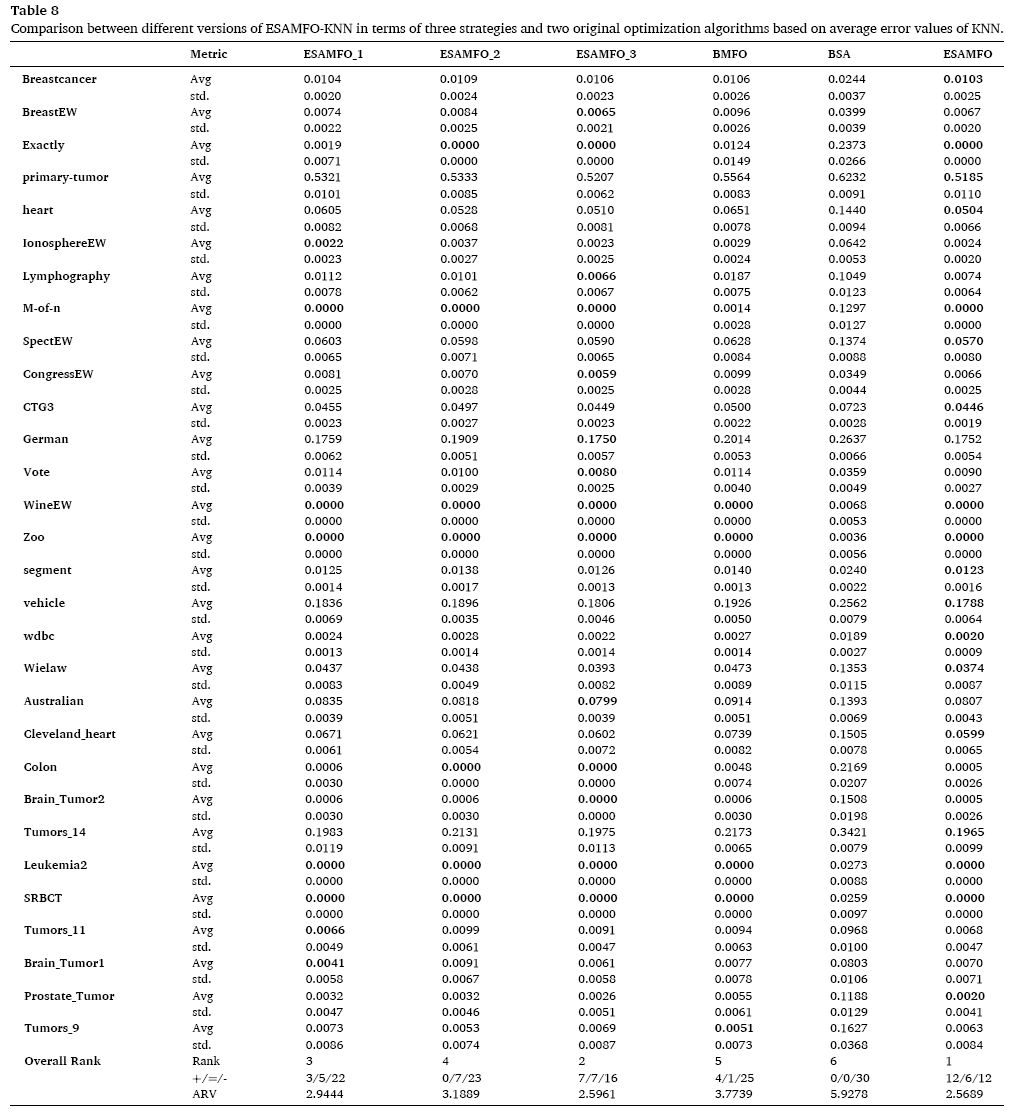 Table 8
Comparison between different versions of ESAMFO-KNN in terms of three strategies and two original optimization algorithms based on average error values of KNN.
Metric ESAMFO_1 ESAMFO_2 ESAMFO_3 BMFO BSA ESAMFO
Breastcancer Avg 0.0104 0.0109 0.0106 0.0106 0.0244 0.0103
std. 0.0020 0.0024 0.0023 0.0026 0.0037 0.0025
BreastEW Avg 0.0074 0.0084 0.0065 0.0096 0.0399 0.0067
std. 0.0022 0.0025 0.0021 0.0026 0.0039 0.0020
Exactly Avg 0.0019 0.0000 0.0000 0.0124 0.2373 0.0000
std. 0.0071 0.0000 0.0000 0.0149 0.0266 0.0000
primary-tumor Avg 0.5321 0.5333 0.5207 0.5564 0.6232 0.5185
std. 0.0101 0.0085 0.0062 0.0083 0.0091 0.0110
heart Avg 0.0605 0.0528 0.0510 0.0651 0.1440 0.0504
std. 0.0082 0.0068 0.0081 0.0078 0.0094 0.0066
IonosphereEW Avg 0.0022 0.0037 0.0023 0.0029 0.0642 0.0024
std. 0.0023 0.0027 0.0025 0.0024 0.0053 0.0020
Lymphography Avg 0.0112 0.0101 0.0066 0.0187 0.1049 0.0074
std. 0.0078 0.0062 0.0067 0.0075 0.0123 0.0064
M-of-n Avg 0.0000 0.0000 0.0000 0.0014 0.1297 0.0000
std. 0.0000 0.0000 0.0000 0.0028 0.0127 0.0000
SpectEW Avg 0.0603 0.0598 0.0590 0.0628 0.1374 0.0570
std. 0.0065 0.0071 0.0065 0.0084 0.0088 0.0080
CongressEW Avg 0.0081 0.0070 0.0059 0.0099 0.0349 0.0066
std. 0.0025 0.0028 0.0025 0.0028 0.0044 0.0025
CTG3 Avg 0.0455 0.0497 0.0449 0.0500 0.0723 0.0446
std. 0.0023 0.0027 0.0023 0.0022 0.0028 0.0019
German Avg 0.1759 0.1909 0.1750 0.2014 0.2637 0.1752
std. 0.0062 0.0051 0.0057 0.0053 0.0066 0.0054
Vote Avg 0.0114 0.0100 0.0080 0.0114 0.0359 0.0090
std. 0.0039 0.0029 0.0025 0.0040 0.0049 0.0027
WineEW Avg 0.0000 0.0000 0.0000 0.0000 0.0068 0.0000
std. 0.0000 0.0000 0.0000 0.0000 0.0053 0.0000
Zoo Avg 0.0000 0.0000 0.0000 0.0000 0.0036 0.0000
std. 0.0000 0.0000 0.0000 0.0000 0.0056 0.0000
segment Avg 0.0125 0.0138 0.0126 0.0140 0.0240 0.0123
std. 0.0014 0.0017 0.0013 0.0013 0.0022 0.0016
vehicle Avg 0.1836 0.1896 0.1806 0.1926 0.2562 0.1788
std. 0.0069 0.0035 0.0046 0.0050 0.0079 0.0064
wdbc Avg 0.0024 0.0028 0.0022 0.0027 0.0189 0.0020
std. 0.0013 0.0014 0.0014 0.0014 0.0027 0.0009
Wielaw Avg 0.0437 0.0438 0.0393 0.0473 0.1353 0.0374
std. 0.0083 0.0049 0.0082 0.0089 0.0115 0.0087
Australian Avg 0.0835 0.0818 0.0799 0.0914 0.1393 0.0807
std. 0.0039 0.0051 0.0039 0.0051 0.0069 0.0043
Cleveland_heart Avg 0.0671 0.0621 0.0602 0.0739 0.1505 0.0599
std. 0.0061 0.0054 0.0072 0.0082 0.0078 0.0065
Colon Avg 0.0006 0.0000 0.0000 0.0048 0.2169 0.0005
std. 0.0030 0.0000 0.0000 0.0074 0.0207 0.0026
Brain_Tumor2 Avg 0.0006 0.0006 0.0000 0.0006 0.1508 0.0005
std. 0.0030 0.0030 0.0000 0.0030 0.0198 0.0026
Tumors_14 Avg 0.1983 0.2131 0.1975 0.2173 0.3421 0.1965
std. 0.0119 0.0091 0.0113 0.0065 0.0079 0.0099
Leukemia2 Avg 0.0000 0.0000 0.0000 0.0000 0.0273 0.0000
std. 0.0000 0.0000 0.0000 0.0000 0.0088 0.0000
SRBCT Avg 0.0000 0.0000 0.0000 0.0000 0.0259 0.0000
std. 0.0000 0.0000 0.0000 0.0000 0.0097 0.0000
Tumors_11 Avg 0.0066 0.0099 0.0091 0.0094 0.0968 0.0068
std. 0.0049 0.0061 0.0047 0.0063 0.0100 0.0047
Brain_Tumor1 Avg 0.0041 0.0091 0.0061 0.0077 0.0803 0.0070
std. 0.0058 0.0067 0.0058 0.0078 0.0106 0.0071
Prostate_Tumor Avg 0.0032 0.0032 0.0026 0.0055 0.1188 0.0020
std. 0.0047 0.0046 0.0051 0.0061 0.0129 0.0041
Tumors_9 Avg 0.0073 0.0053 0.0069 0.0051 0.1627 0.0063
std. 0.0086 0.0074 0.0087 0.0073 0.0368 0.0084
Overall Rank Rank 3 4 2 5 6 1
+/=/- 3/5/22 0/7/23 7/7/16 4/1/25 0/0/30 12/6/12
ARV 2.9444 3.1889 2.5961 3.7739 5.9278 2.5689